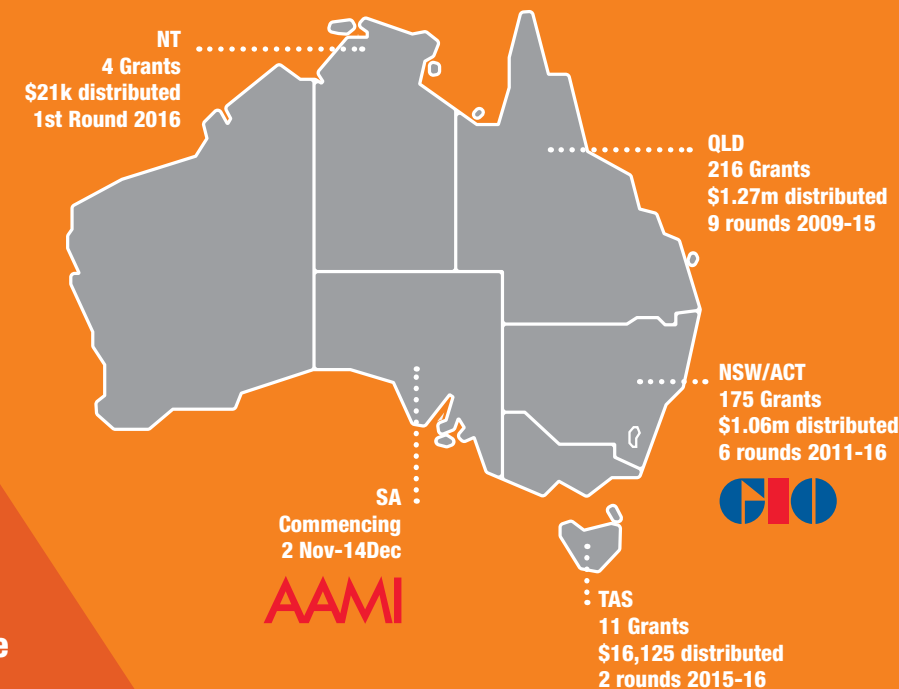 NT
4 Grants
$21k distributed
1st Round 2016
QLD
216 Grants
$1.27m distributed
9 rounds 2009-15
NSW/ACT
175 Grants
$1.06m distributed
6 rounds 2011-16
GIO
SA
Commencing
2 Nov-14Dec
AAMI
TAS
11 Grants
$16,125 distributed
2 rounds 2015-16